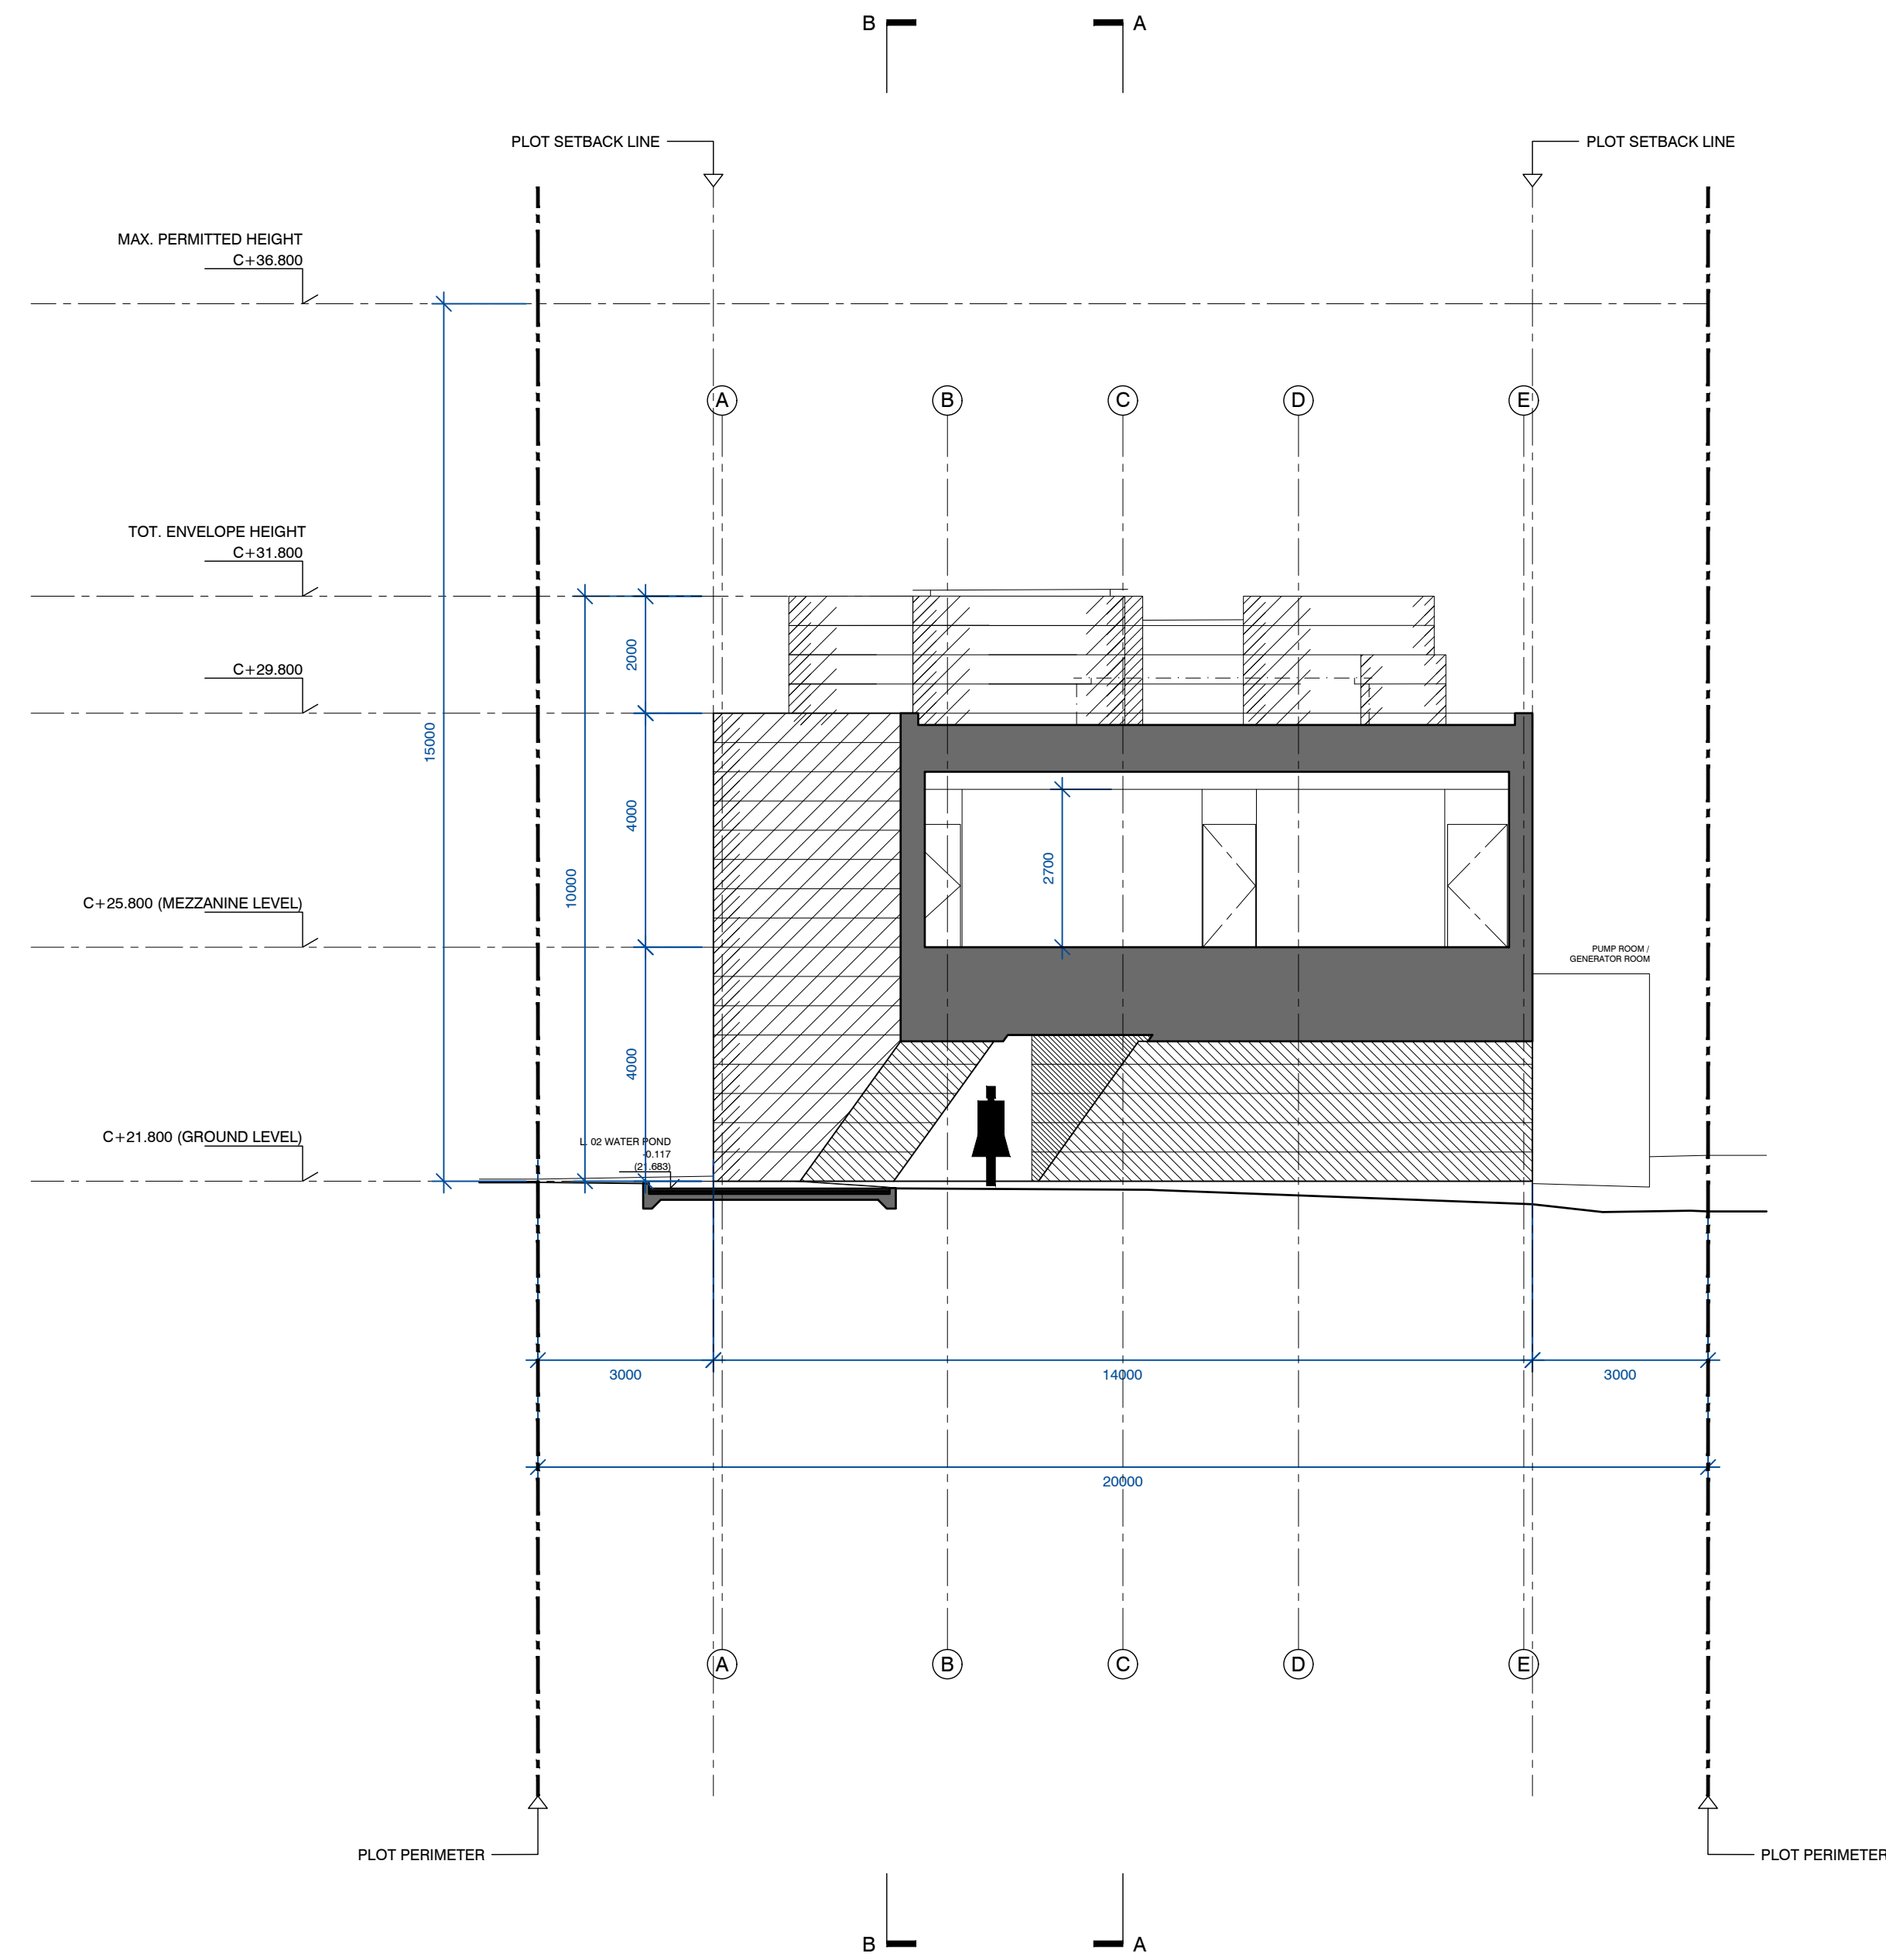 B
A
PLOT SETBACK LINE
PLOT SETBACK LINE
MAX. PERMITTED HEIGHT
C+36.800
A
B
C
D
E
TOT. ENVELOPE HEIGHT
C+31.800
2000
C+29.800
15000
4000
10000
2700
C+25.800 (MEZZANINE LEVEL)
PUMP ROOM /
GENERATOR ROOM
4000
C+21.800 (GROUND LEVEL)
L. 02 WATER POND
-0.117
(21.683)
3000
14000
3000
20000
A
B
C
D
E
PLOT PERIMETER
PLOT PERIMETER
B
A